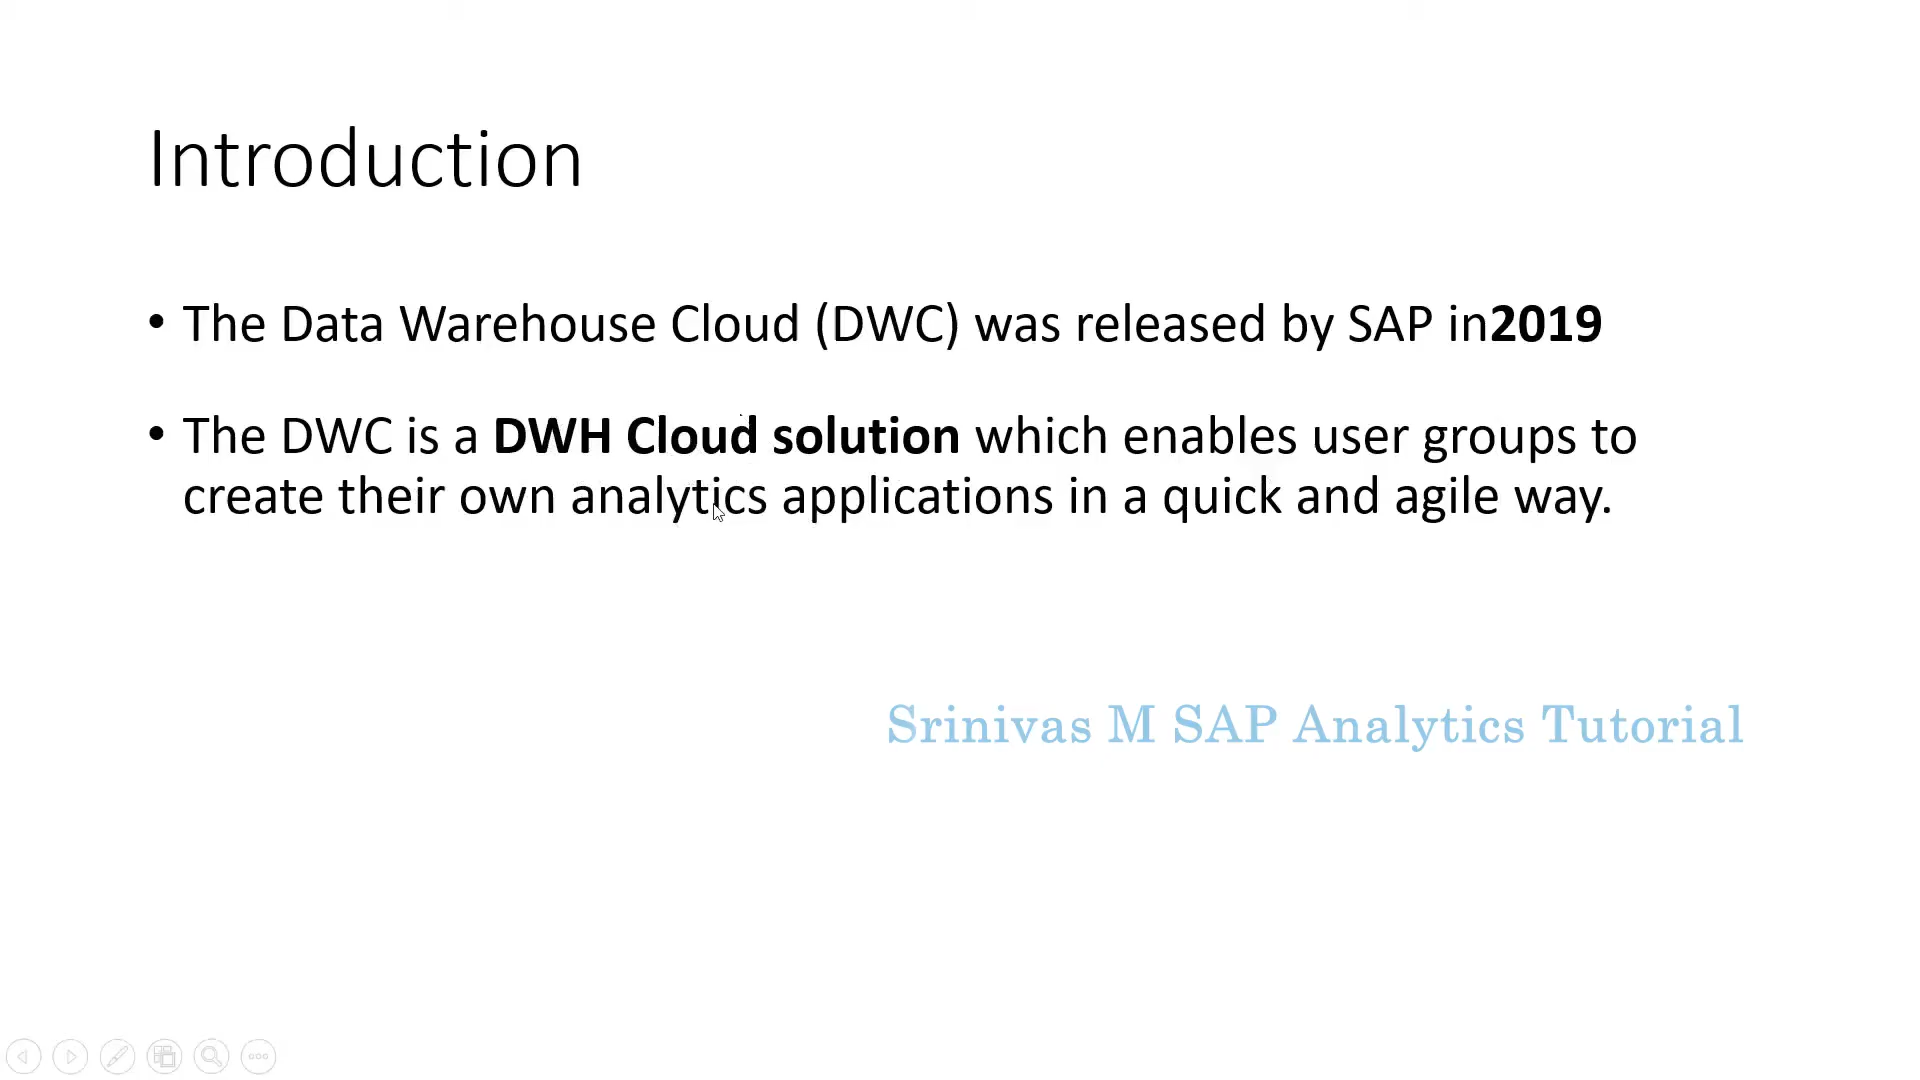 Introduction
• The Data Warehouse Cloud (DWC) was released by SAP in2019
• The DWC is a DWH Cloud solution which enables user groups to
create their own analytics applications in a quick and agile way.
Srinivas M SAP Analytics Tutorial